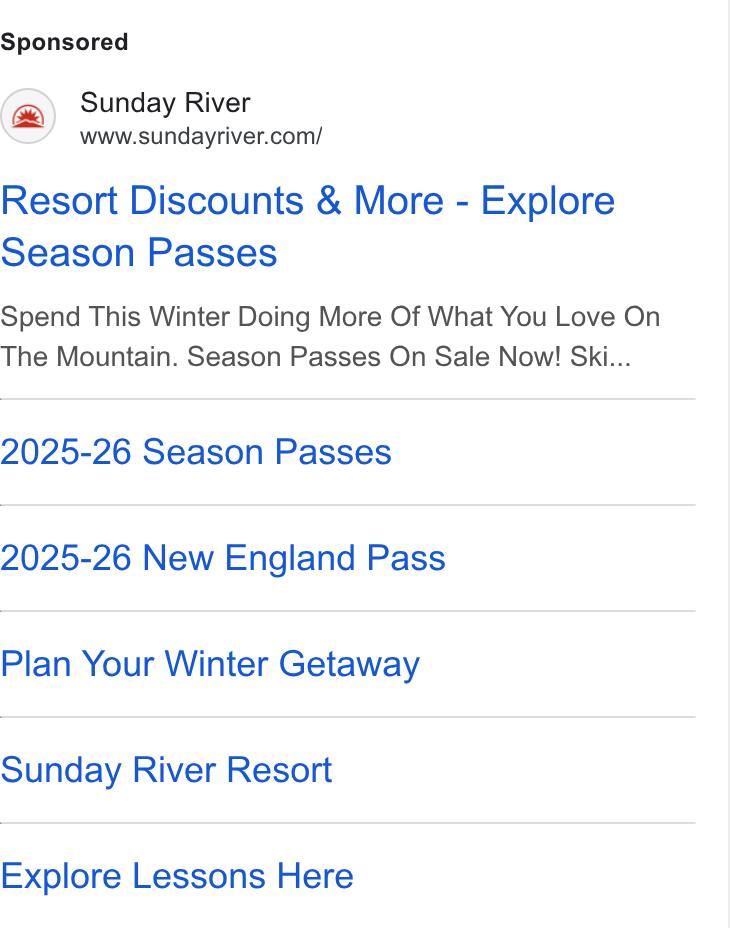 Sponsored
Sunday River
www.sundayriver.com/
Resort Discounts & More - Explore
Season Passes
Spend This Winter Doing More Of What You Love On
The Mountain. Season Passes On Sale Now! Ski...
2025-26 Season Passes
2025-26 New England Pass
Plan Your Winter Getaway
Sunday River Resort
Explore Lessons Here